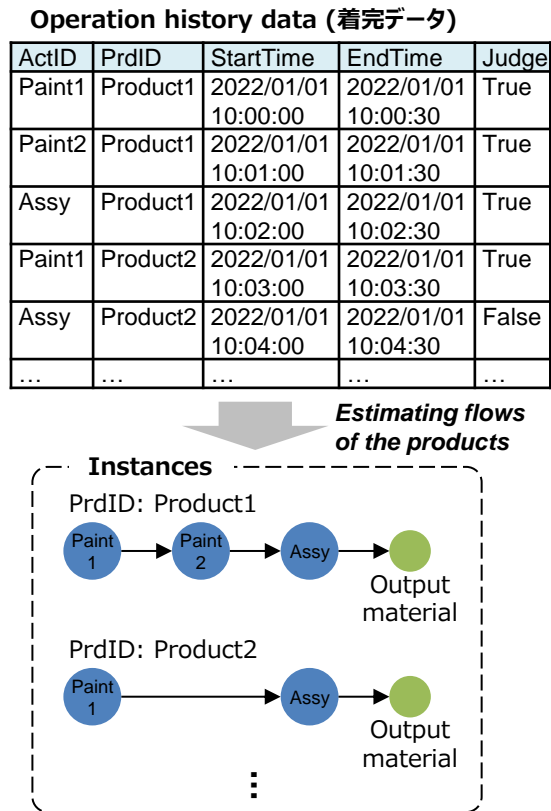 Operation history data (着完データ)
ActID PrdID StartTime EndTime Judge
Paint1 Product1 2022/01/01 10:00:00 2022/01/01 10:00:30 True
Paint2 Product1 2022/01/01 10:01:00 2022/01/01 10:01:30 True
Assy Product1 2022/01/01 10:02:00 2022/01/01 10:02:30 True
Paint1 Product2 2022/01/01 10:03:00 2022/01/01 10:03:30 True
Assy Product2 2022/01/01 10:04:00 2022/01/01 10:04:30 False
… … … … …
Estimating flows
of the products
Instances
PrdID: Product1
Paint
1
Paint
2
Assy
Output
material
PrdID: Product2
Paint
1
Assy
Output
material
⋮